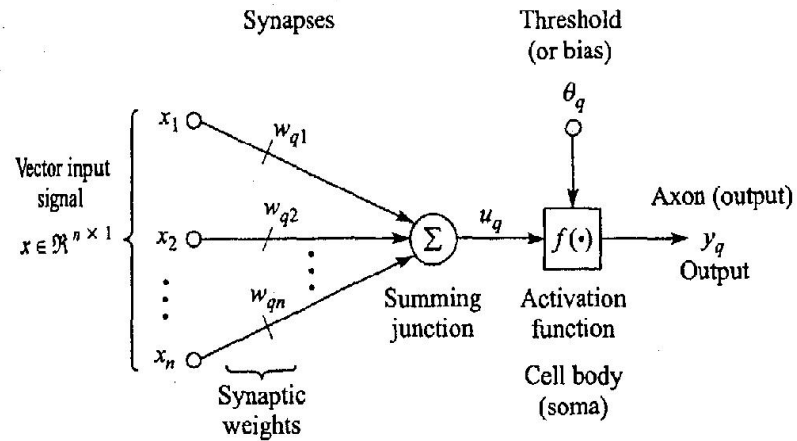 Synapses
Threshold
(or bias)
θq
x1
wq1
Vector input
signal
x ∈ ℜ^n × 1
x2
wq2
Σ
uq
f(•)
Axon (output)
yq
Output
wqn
xn
Summing
junction
Activation
function
Synaptic
weights
Cell body
(soma)